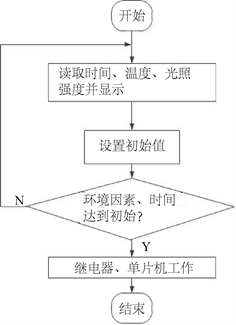 开始
读取时间、温度、光照
强度并显示
设置初始值
环境因素、时间
达到初始?
N
Y
继电器、单片机工作
结束